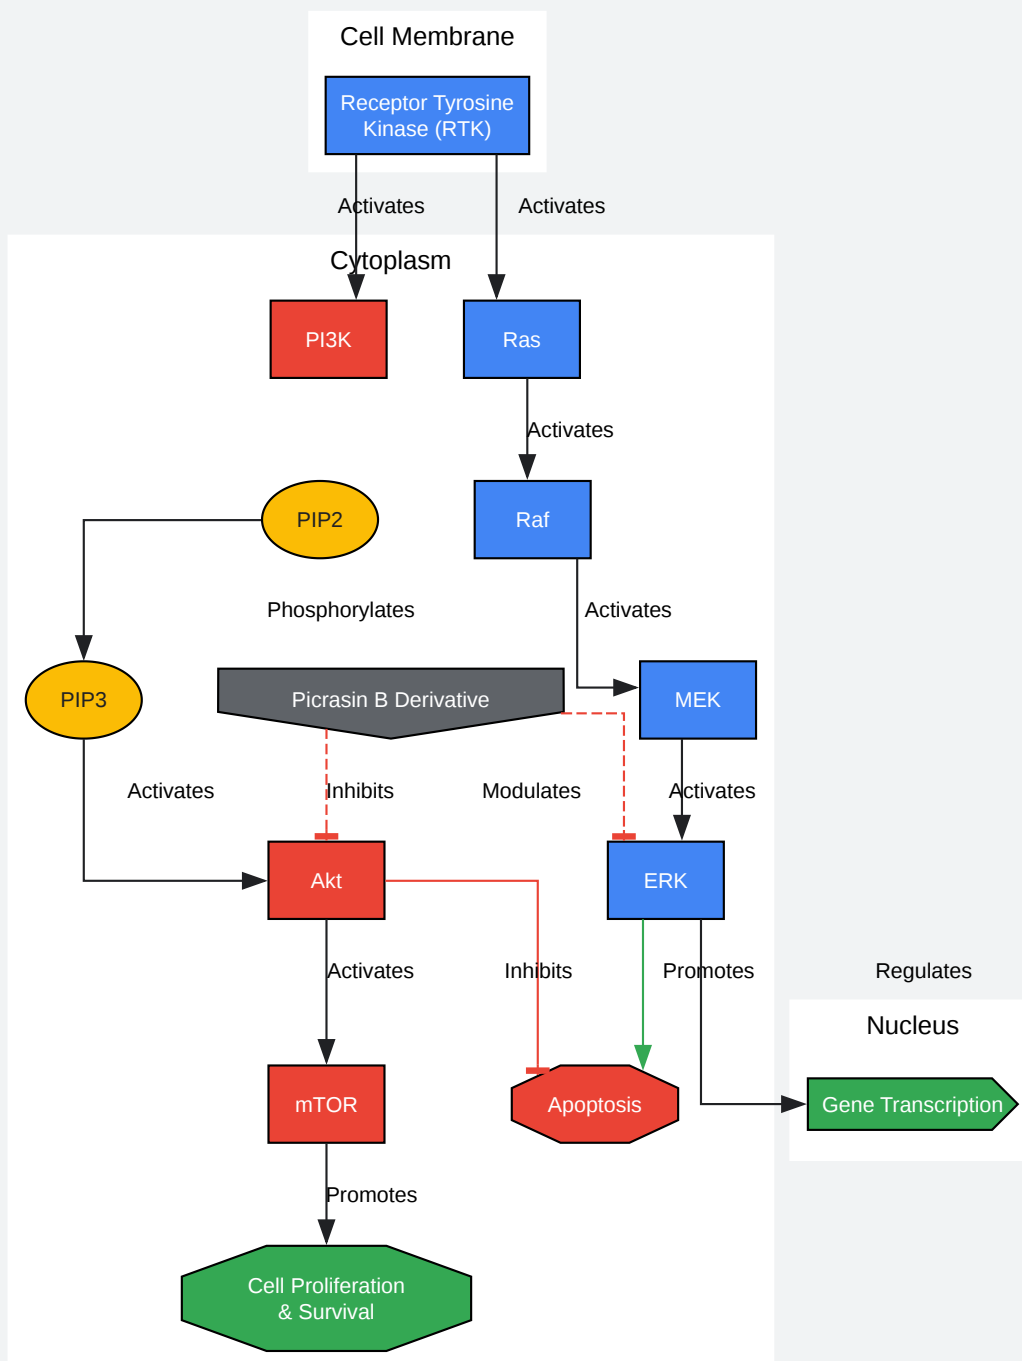 Cell Membrane
Receptor Tyrosine
Kinase (RTK)
Activates
Activates
Cytoplasm
PI3K
Ras
Activates
PIP2
Raf
Phosphorylates
Activates
PIP3
Picrasin B Derivative
MEK
Activates
Inhibits
Modulates
Activates
Akt
ERK
Activates
Inhibits
Promotes
Regulates
Nucleus
mTOR
Apoptosis
Gene Transcription
Promotes
Cell Proliferation
& Survival